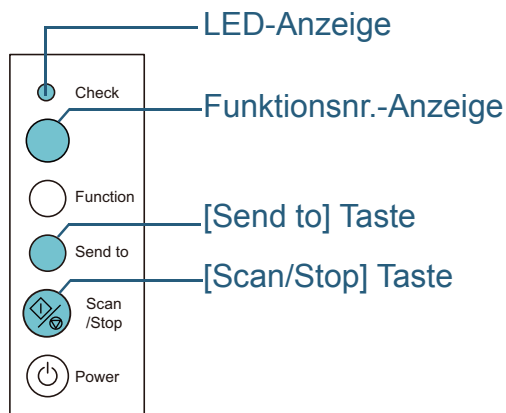 LED-Anzeige
Check
Funktionsnr.-Anzeige
Function
[Send to] Taste
Send to
[Scan/Stop] Taste
Scan
/Stop
Power